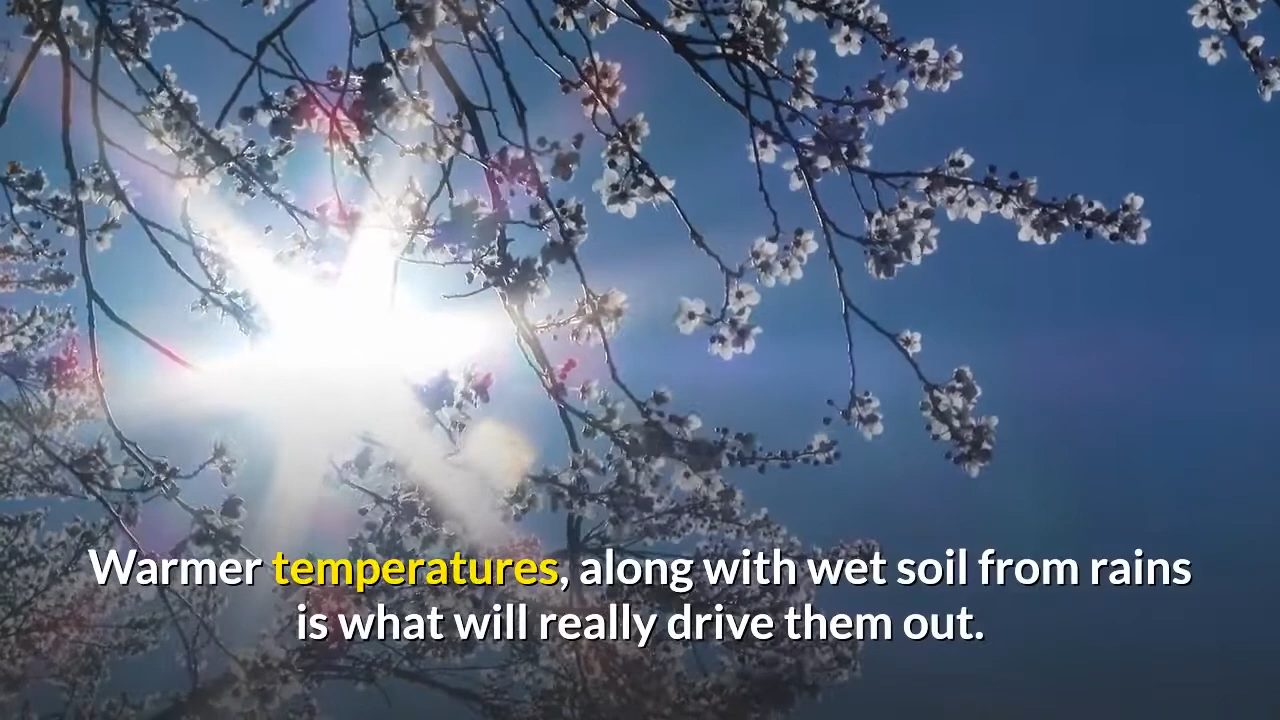 Warmer temperatures, along with wet soil from rains
is what will really drive them out.